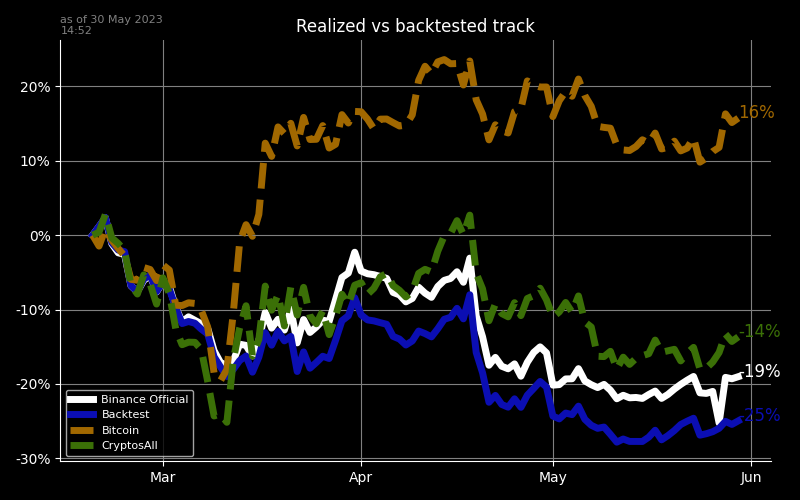 as of 30 May 2023
14:52
Realized vs backtested track
20%
10%
0%
-10%
-20%
-30%
16%
-14%
-19%
-25%
Binance Official
Backtest
Bitcoin
CryptosAll
Mar
Apr
May
Jun